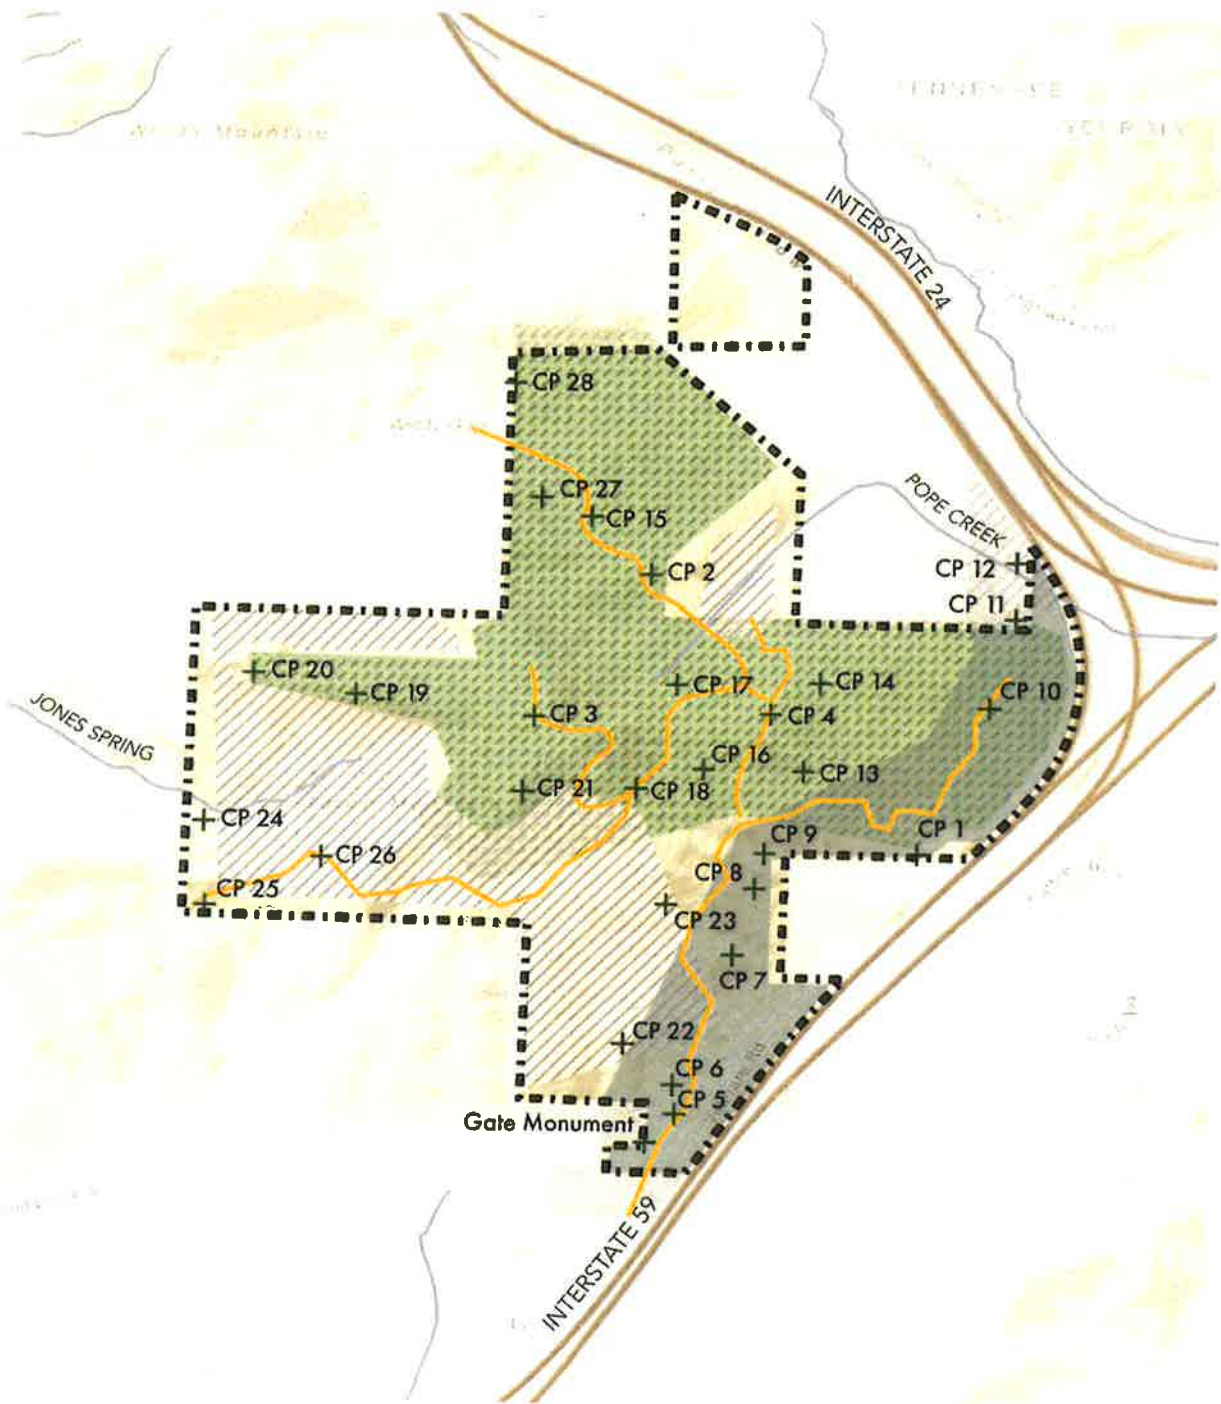 INTERSTATE 24
CP 28
POPE CREEK
CP 27
CP 15
CP 2
CP 12
CP 11
CP 20
CP 19
CP 17
CP 14
CP 10
CP 3
CP 4
JONES SPRING
CP 16
CP 13
CP 21
CP 18
CP 24
CP 9
CP 1
CP 26
CP 8
CP 25
CP 23
CP 7
CP 22
CP 6
CP 5
Gate Monument
INTERSTATE 59